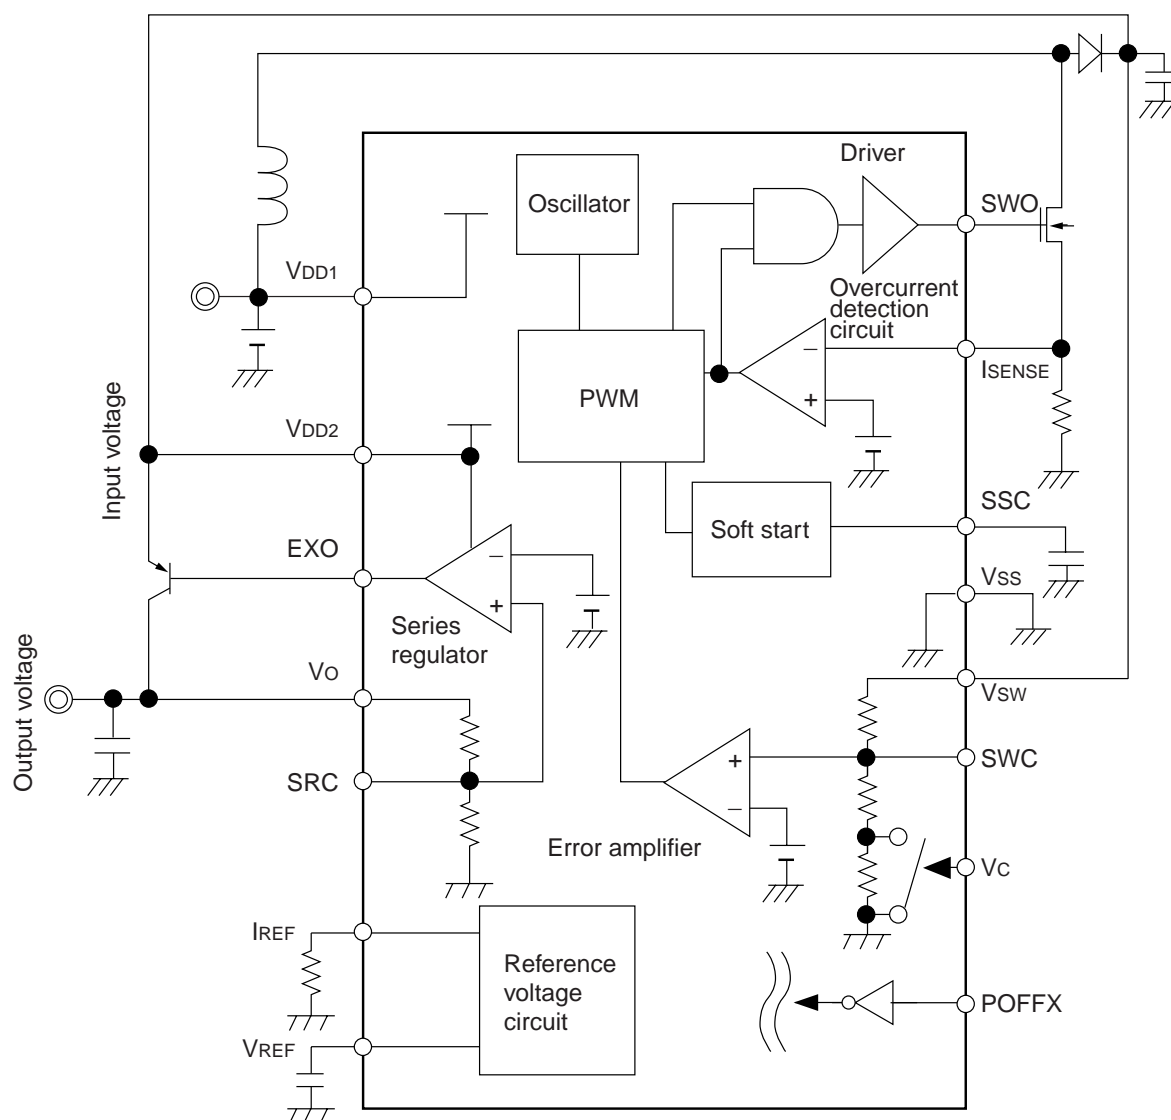 Driver
Oscillator
SWO
VDD1
Overcurrent
detection
circuit
−
ISENSE
PWM
+
Input voltage
VDD2
SSC
Soft start
EXO
−
VSS
+
Series
regulator
Output voltage
VO
VSW
+
SWC
SRC
−
Error amplifier
VC
IREF
Reference
voltage
circuit
POFFX
VREF